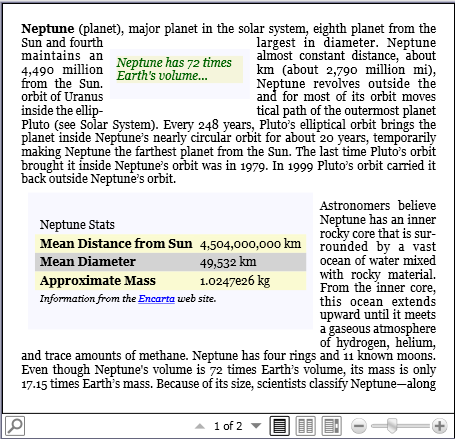 Neptune (planet), major planet in the solar system, eighth planet from the
Sun and fourth largest in diameter. Neptune
maintains an almost constant distance, about
4,490 million km (about 2,790 million mi),
from the Sun. Neptune revolves outside the
orbit of Uranus and for most of its orbit moves
inside the ellip- tical path of the outermost planet
Neptune has 72 times
Earth's volume...
Pluto (see Solar System). Every 248 years, Pluto's elliptical orbit brings the
planet inside Neptune's nearly circular orbit for about 20 years, temporarily
making Neptune the farthest planet from the Sun. The last time Pluto's orbit
brought it inside Neptune's orbit was in 1979. In 1999 Pluto's orbit carried it
back outside Neptune's orbit.
Neptune Stats
Mean Distance from Sun 4,504,000,000 km
Mean Diameter 49,532 km
Approximate Mass 1.0247e26 kg
Information from the Encarta web site.
Astronomers believe
Neptune has an inner
rocky core that is sur-
rounded by a vast
ocean of water mixed
with rocky material.
From the inner core,
this ocean extends
upward until it meets
a gaseous atmosphere
of hydrogen, helium,
and trace amounts of methane. Neptune has four rings and 11 known moons.
Even though Neptune's volume is 72 times Earth's volume, its mass is only
17.15 times Earth's mass. Because of its size, scientists classify Neptune—along
1 of 2